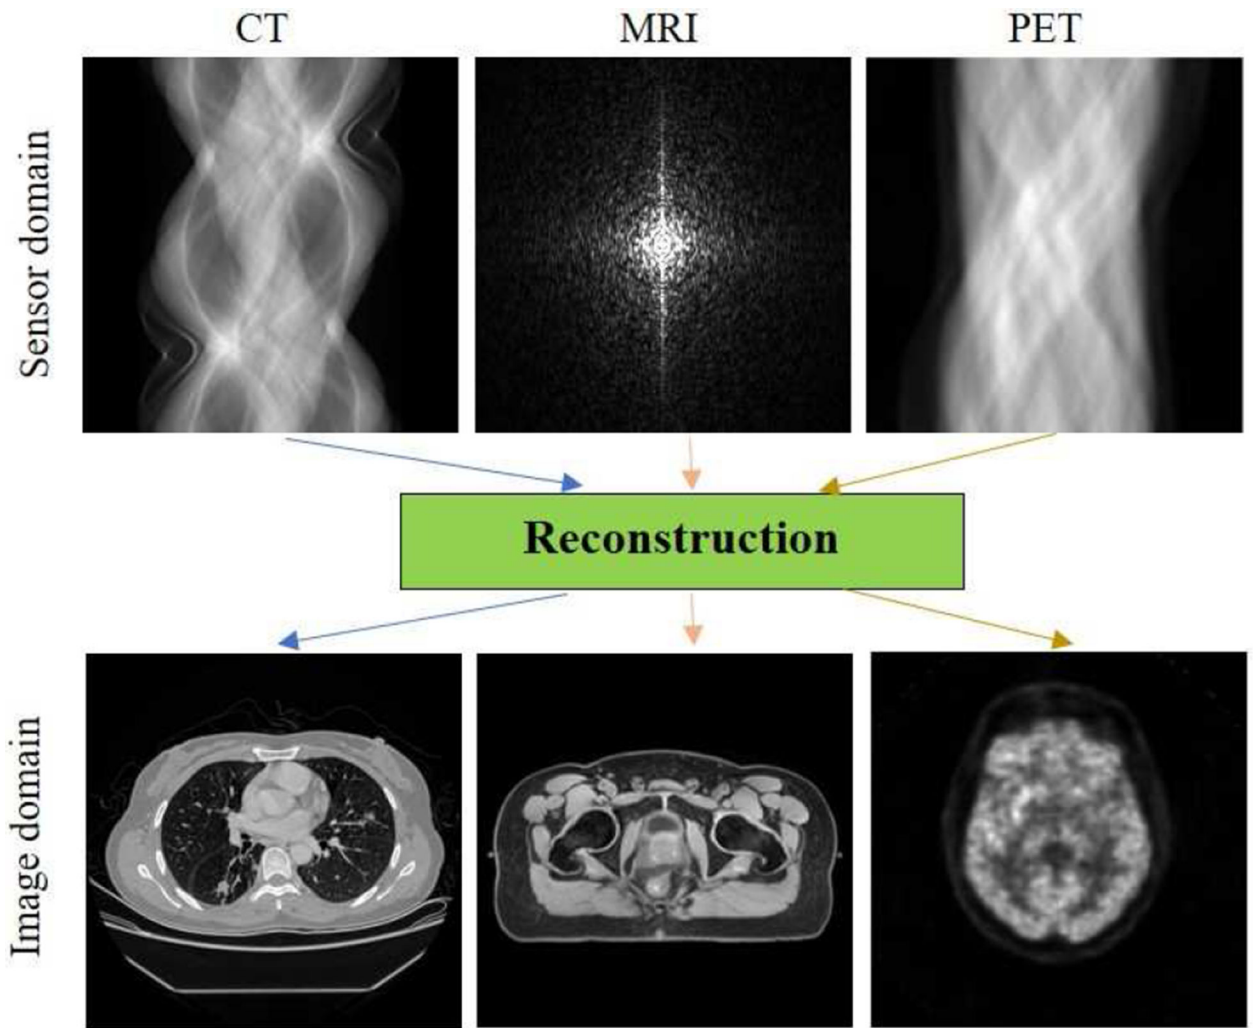 CT
MRI
PET
Sensor domain
Reconstruction
Image domain